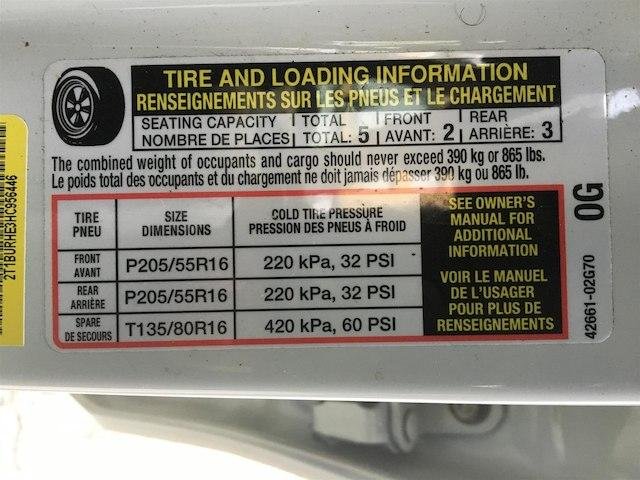 TIRE AND LOADING INFORMATION
RENSEIGNEMENTS SUR LES PNEUS ET LE CHARGEMENT
SEATING CAPACITY | TOTAL | FRONT | REAR
NOMBRE DE PLACES | TOTAL: 5 | AVANT: 2 | ARRIÈRE: 3
The combined weight of occupants and cargo should never exceed 390 kg or 865 lbs.
Le poids total des occupants et du chargement ne doit jamais dépasser 390 kg ou 865 lb.
TIRE
PNEU
SIZE
DIMENSIONS
COLD TIRE PRESSURE
PRESSION DES PNEUS À FROID
FRONT
AVANT
P205/55R16
220 kPa, 32 PSI
REAR
ARRIÈRE
P205/55R16
220 kPa, 32 PSI
SPARE
DE SECOURS
T135/80R16
420 kPa, 60 PSI
SEE OWNER'S
MANUAL FOR
ADDITIONAL
INFORMATION
VOIR LE MANUEL
DE L'USAGER
POUR PLUS DE
RENSEIGNEMENTS
0G
42661-02G70
2T1BURHE3HC956446